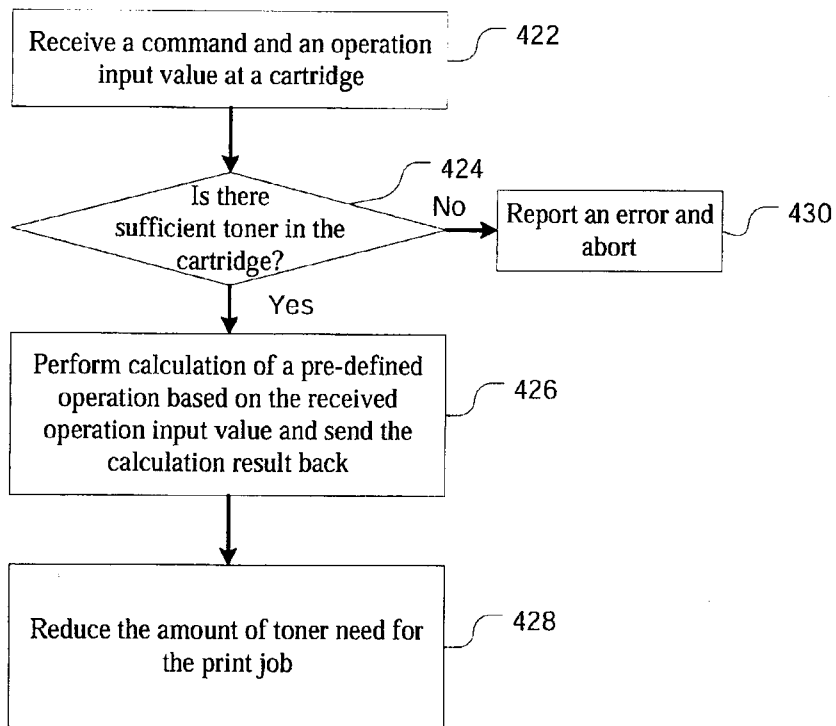 Receive a command and an operation
input value at a cartridge
422
424
Is there
sufficient toner in the
cartridge?
No
Report an error and
abort
430
Yes
Perform calculation of a pre-defined
operation based on the received
operation input value and send the
calculation result back
426
Reduce the amount of toner need for
the print job
428